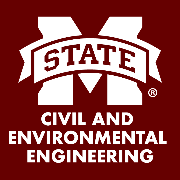 M
STATE
®
CIVIL AND
ENVIRONMENTAL
ENGINEERING